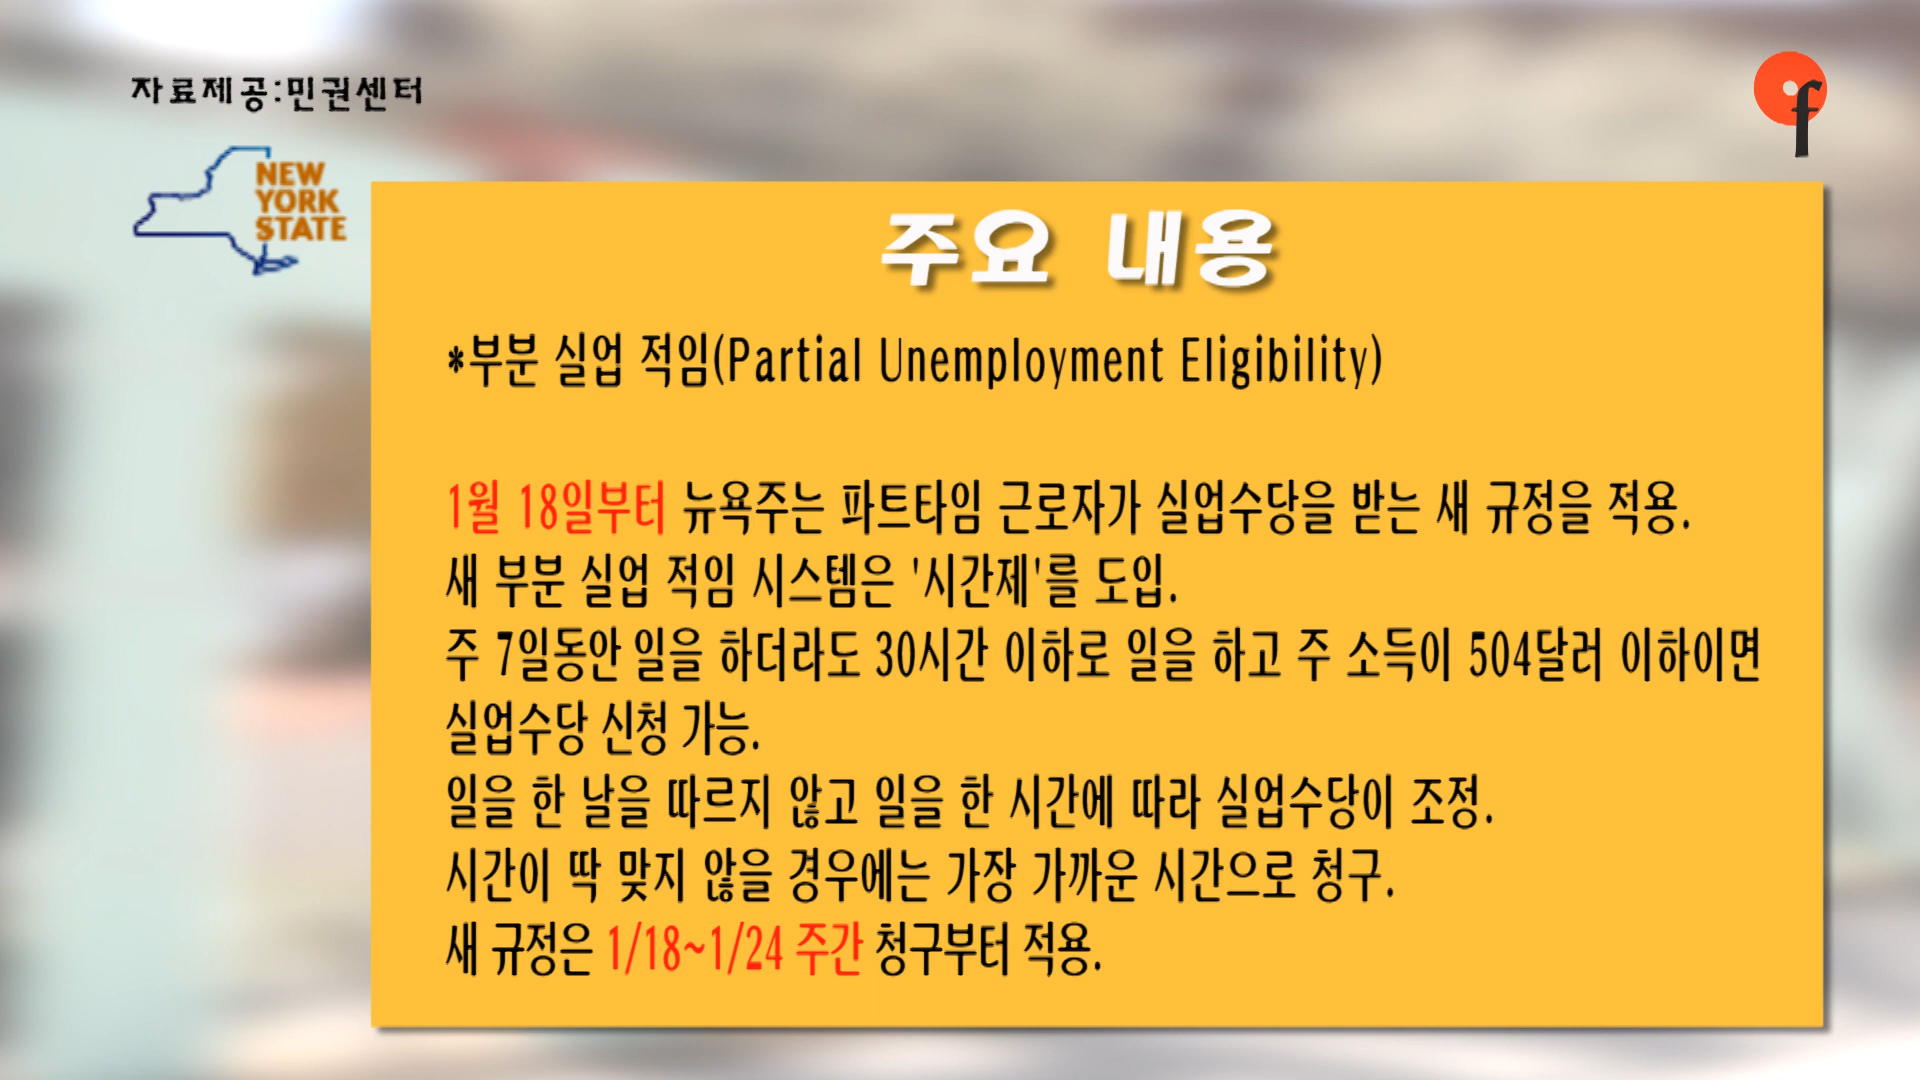 자료제공:민권센터
NEW
YORK
STATE
f
주요 내용
*부분 실업 적임(Partial Unemployment Eligibility)
1월 18일부터 뉴욕주는 파트타임 근로자가 실업수당을 받는 새 규정을 적용.
새 부분 실업 적임 시스템은 '시간제'를 도입.
주 7일동안 일을 하더라도 30시간 이하로 일을 하고 주 소득이 504달러 이하이면
실업수당 신청 가능.
일을 한 날을 따르지 않고 일을 한 시간에 따라 실업수당이 조정.
시간이 딱 맞지 않을 경우에는 가장 가까운 시간으로 청구.
새 규정은 1/18~1/24 주간 청구부터 적용.